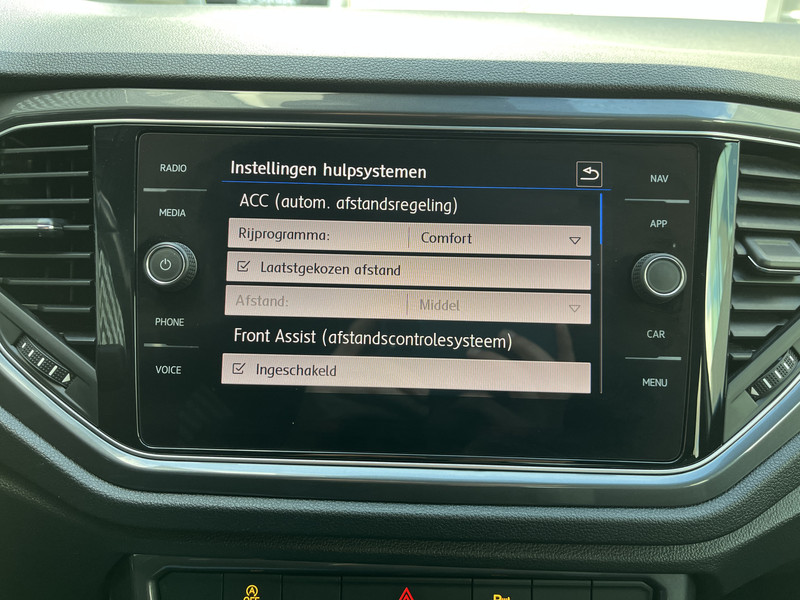 RADIO
MEDIA
PHONE
VOICE
Instellingen hulpsystemen
ACC (autom. afstandsregeling)
Rijprogramma: Comfort
Laatstgekozen afstand
Afstand: Middel
Front Assist (afstandscontrolesysteem)
Ingeschakeld
NAV
APP
CAR
MENU
OFF